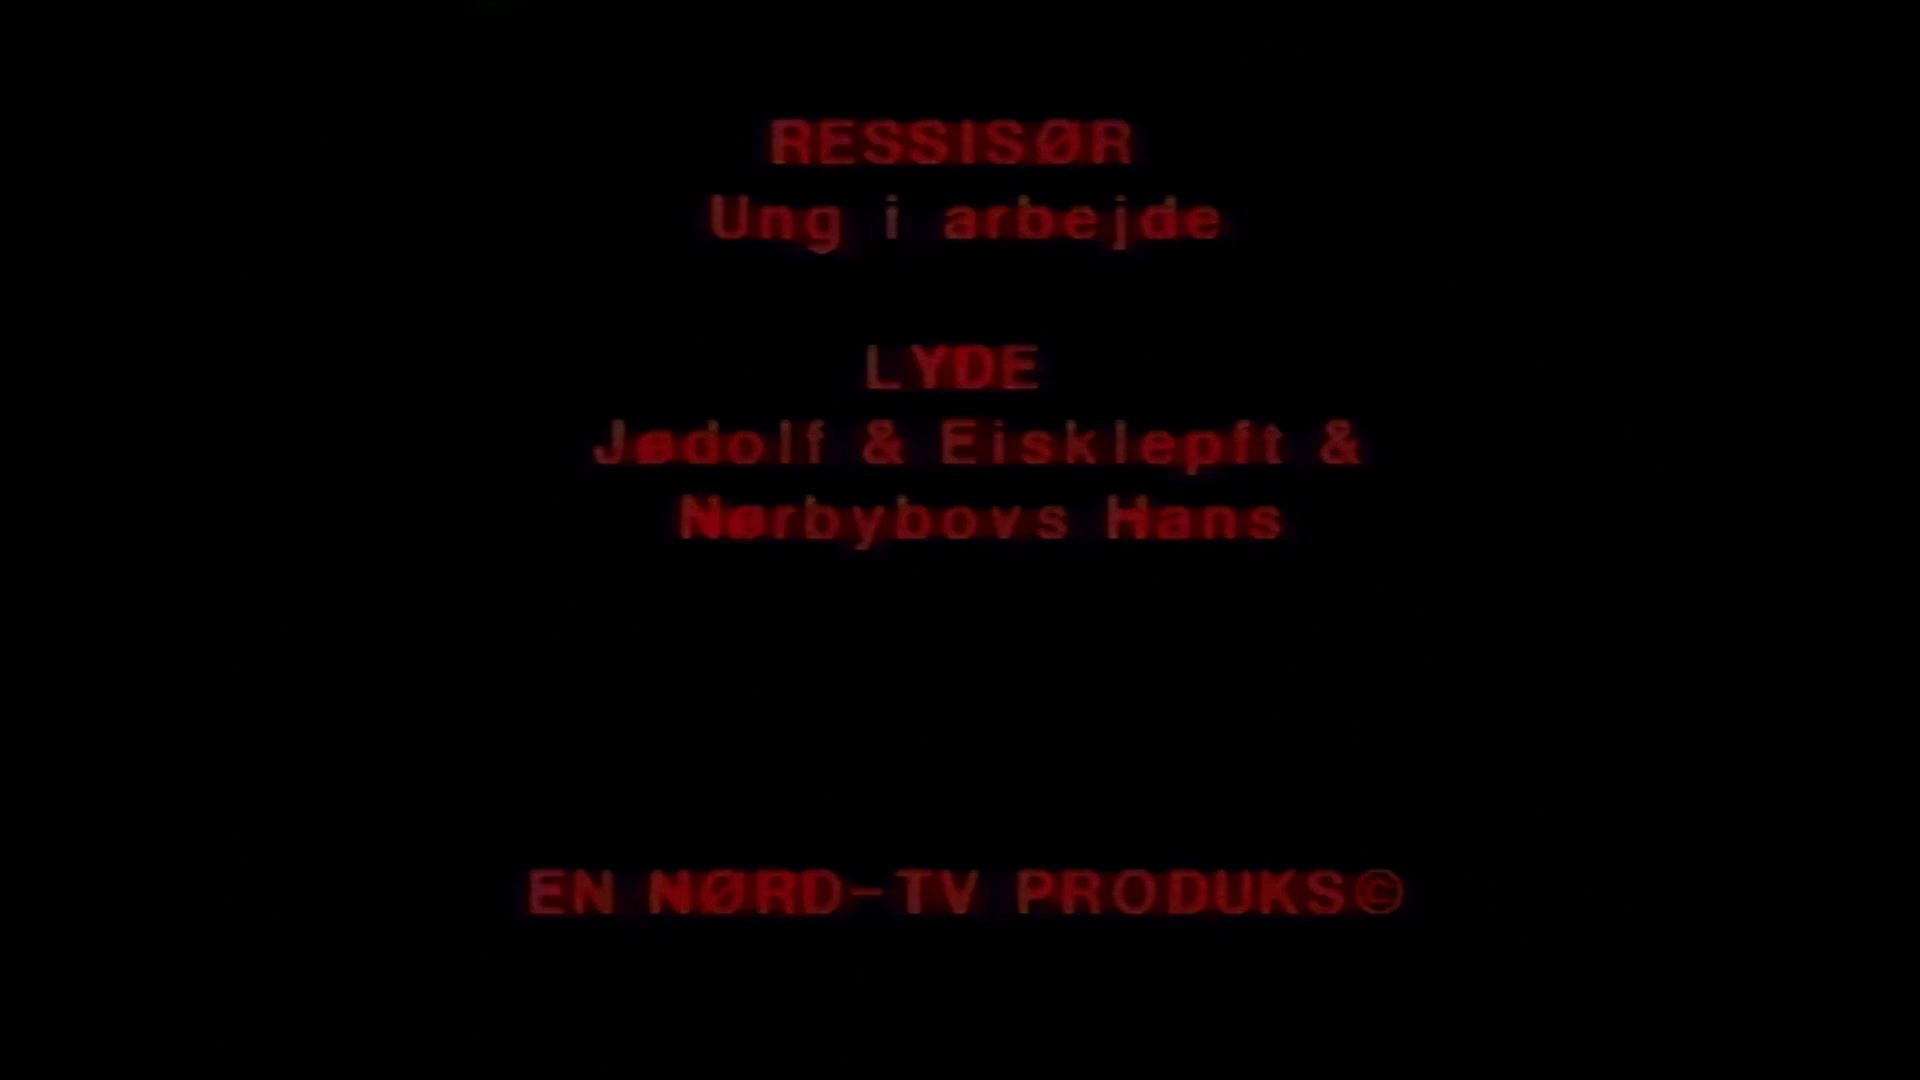 RESSISØR
Ung i arbejde
LYDE
Jødolf & Eisklepft &
Nørbybovs Hans
EN NØRD-TV PRODUKS©